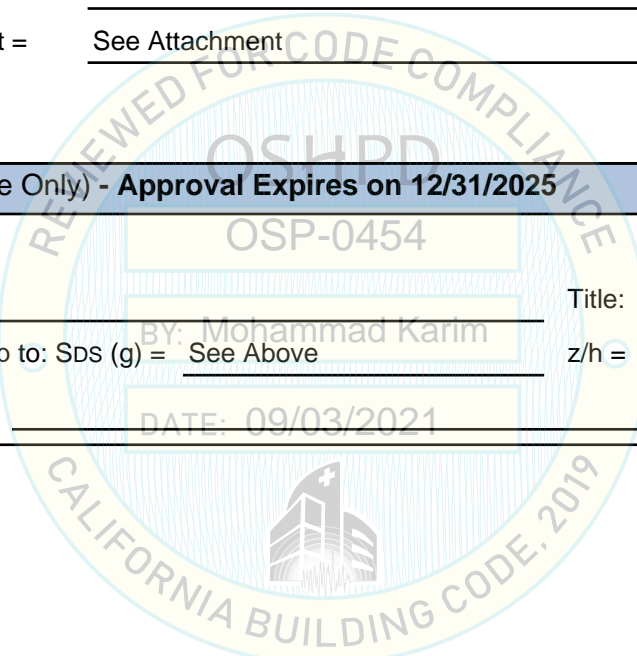 t = See Attachment
REVIEWED FOR CODE COMPLIANCE
OSHPD
e Only) - Approval Expires on 12/31/2025
OSP-0454
Title:
BY: Mohammad Karim
o to: SDS (g) = See Above z/h =
DATE: 09/03/2021
CALIFORNIA BUILDING CODE, 2019